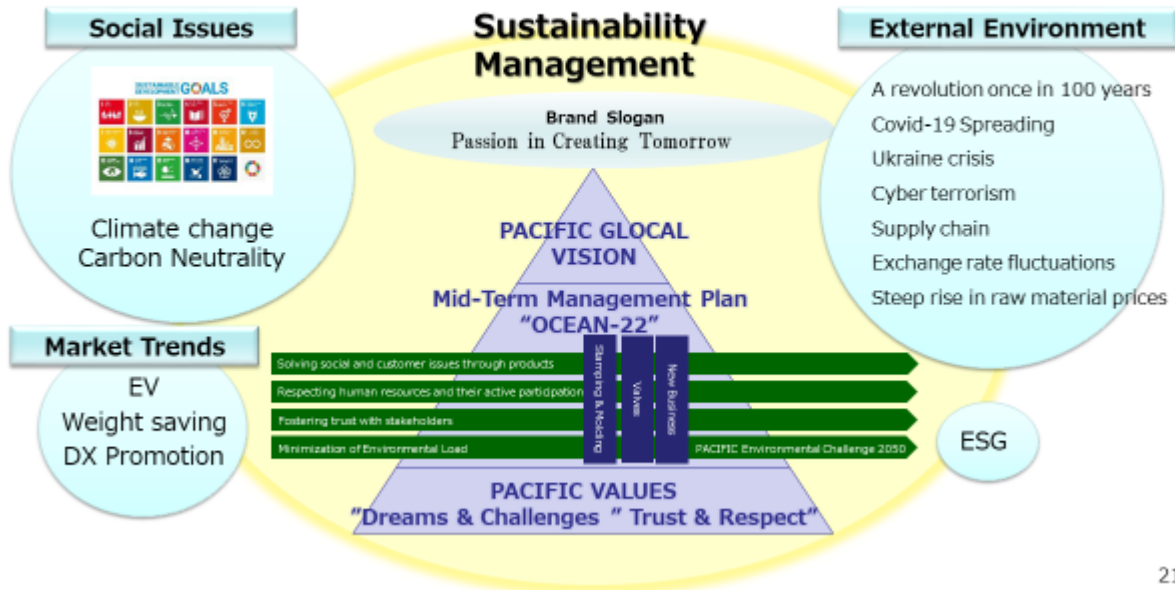 Social Issues
SUSTAINABLE
DEVELOPMENT GOALS
Climate change
Carbon Neutrality
Market Trends
EV
Weight saving
DX Promotion
Sustainability
Management
Brand Slogan
Passion in Creating Tomorrow
PACIFIC GLOCAL
VISION
Mid-Term Management Plan
“OCEAN-22”
Solving social and customer issues through products
Respecting human resources and their active participation
Fostering trust with stakeholders
Minimization of Environmental Load
PACIFIC Environmental Challenge 2050
Stamping & Molding
Valves
New Business
PACIFIC VALUES
”Dreams & Challenges ” Trust & Respect”
External Environment
A revolution once in 100 years
Covid-19 Spreading
Ukraine crisis
Cyber terrorism
Supply chain
Exchange rate fluctuations
Steep rise in raw material prices
ESG
21